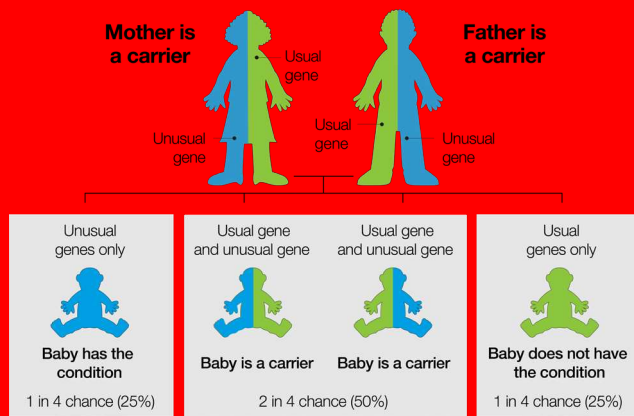 Mother is
a carrier
Usual
gene
Unusual
gene
Father is
a carrier
Usual
gene
Unusual
gene
Unusual
genes only
Baby has the
condition
1 in 4 chance (25%)
Usual gene
and unusual gene
Baby is a carrier
Usual gene
and unusual gene
Baby is a carrier
2 in 4 chance (50%)
Usual
genes only
Baby does not have
the condition
1 in 4 chance (25%)